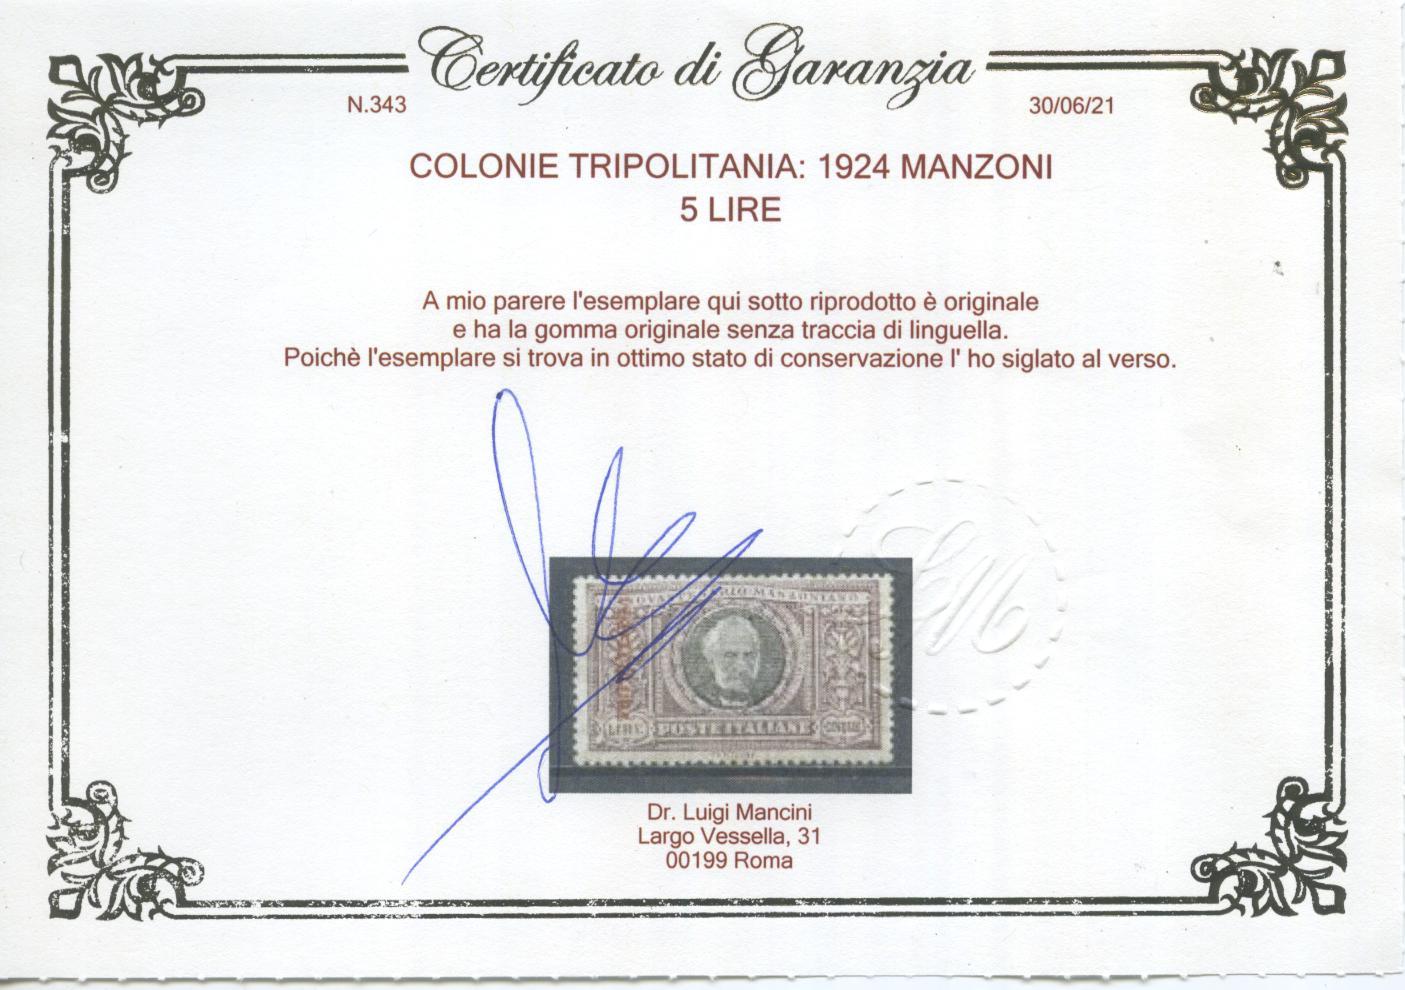 Certificato di Garanzia
N.343
30/06/21
COLONIE TRIPOLITANIA: 1924 MANZONI
5 LIRE
A mio parere l'esemplare qui sotto riprodotto è originale
e ha la gomma originale senza traccia di linguella.
Poichè l'esemplare si trova in ottimo stato di conservazione l' ho siglato al verso.
MANZONIANO
LIRE
POSTE ITALIANE
CINQUE
Dr. Luigi Mancini
Largo Vessella, 31
00199 Roma